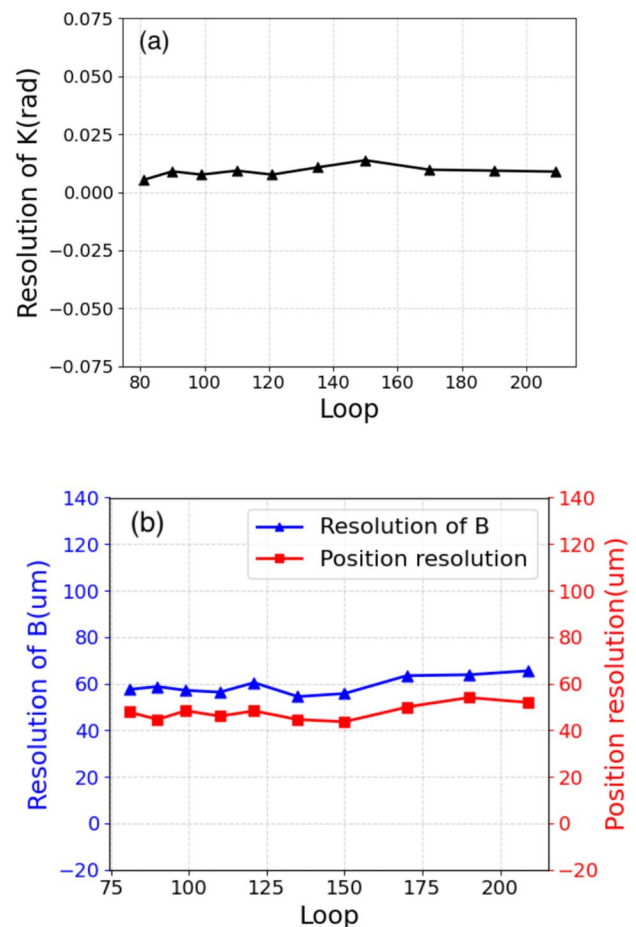 (a)
Resolution of K(rad)
0.075
0.050
0.025
0.000
−0.025
−0.050
−0.075
80 100 120 140 160 180 200
Loop
(b)
Resolution of B
Position resolution
Resolution of B(um)
140
120
100
80
60
40
20
0
−20
Position resolution(um)
140
120
100
80
60
40
20
0
−20
75 100 125 150 175 200
Loop